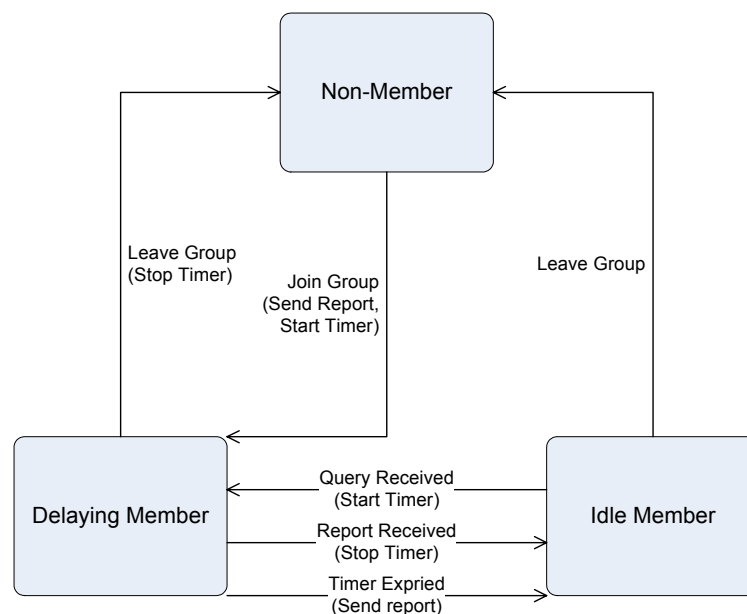 Non-Member
Leave Group
(Stop Timer)
Join Group
(Send Report,
Start Timer)
Leave Group
Delaying Member
Query Received
(Start Timer)
Report Received
(Stop Timer)
Timer Expried
(Send report)
Idle Member